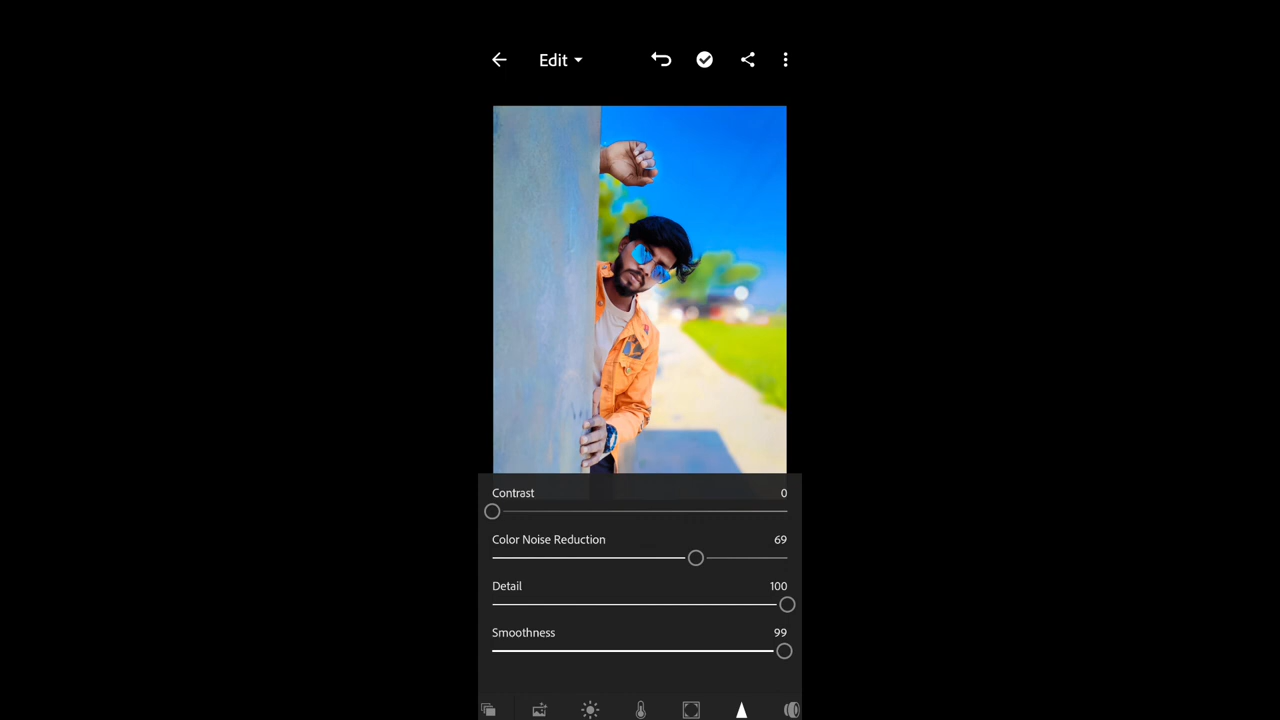 Edit
Contrast 0
Color Noise Reduction 69
Detail 100
Smoothness 99